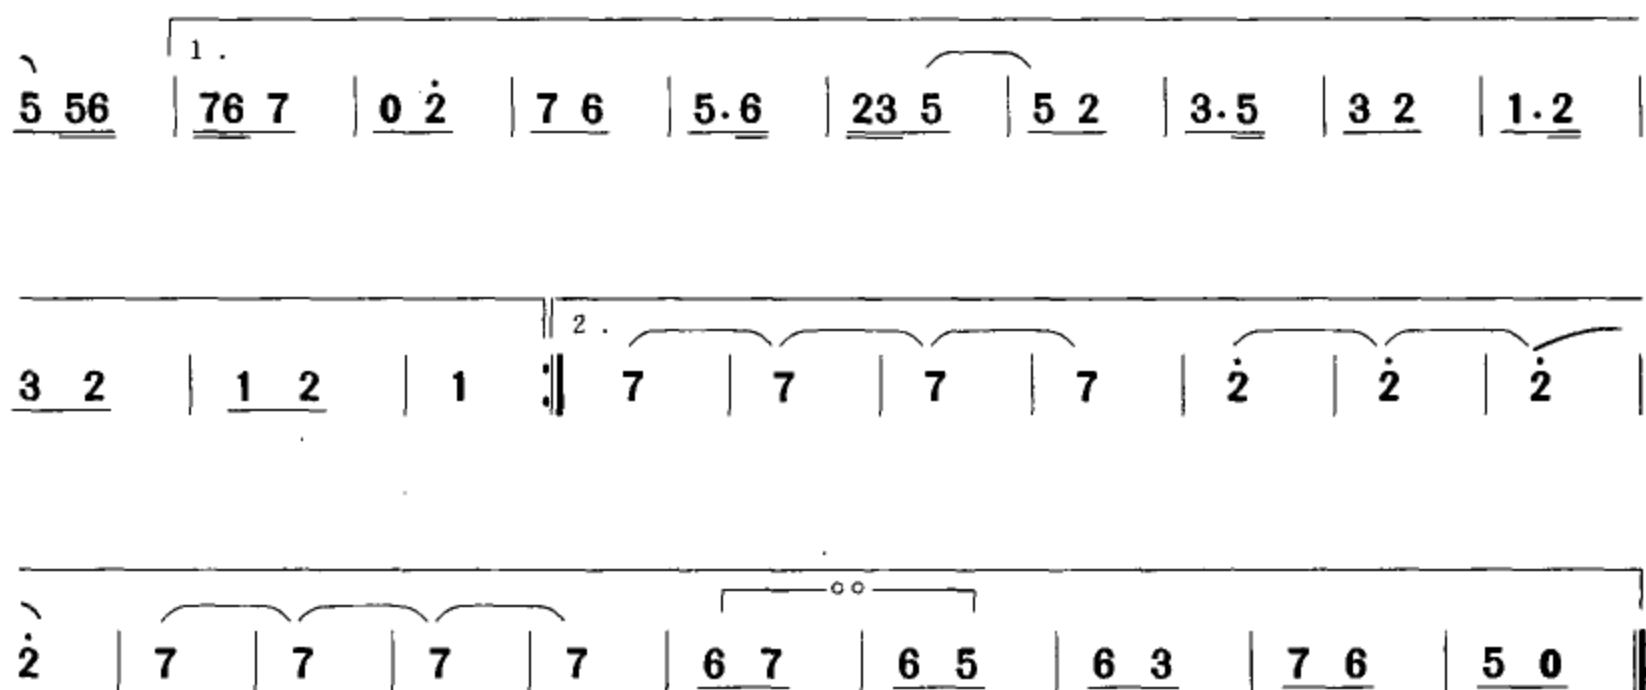 1.
5 56 | 76 7 | 0 2̇ | 7 6 | 5.6 | 23 5 | 5 2 | 3.5 | 3 2 | 1.2 |
2.
3 2 | 1 2 | 1 :‖ 7 | 7 | 7 | 7 | 2̇ | 2̇ | 2̇ |
2̇ | 7 | 7 | 7 | 7 | 6 7 | 6 5 | 6 3 | 7 6 | 5 0 ‖